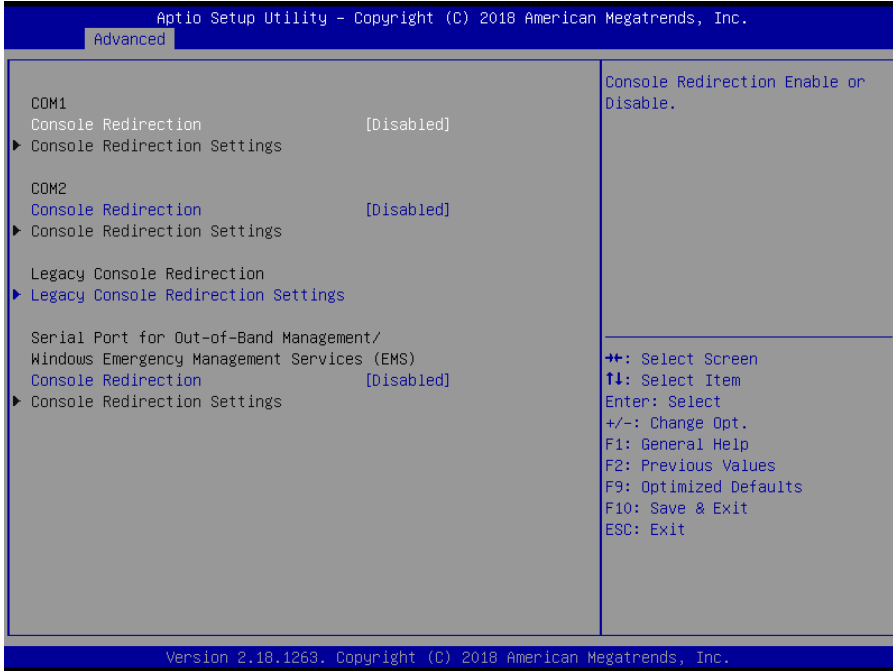 Aptio Setup Utility – Copyright (C) 2018 American Megatrends, Inc.
Advanced
COM1
Console Redirection [Disabled]
▶ Console Redirection Settings
COM2
Console Redirection [Disabled]
▶ Console Redirection Settings
Legacy Console Redirection
▶ Legacy Console Redirection Settings
Serial Port for Out-of-Band Management/
Windows Emergency Management Services (EMS)
Console Redirection [Disabled]
▶ Console Redirection Settings
Console Redirection Enable or
Disable.
→←: Select Screen
↑↓: Select Item
Enter: Select
+/-: Change Opt.
F1: General Help
F2: Previous Values
F9: Optimized Defaults
F10: Save & Exit
ESC: Exit
Version 2.18.1263. Copyright (C) 2018 American Megatrends, Inc.